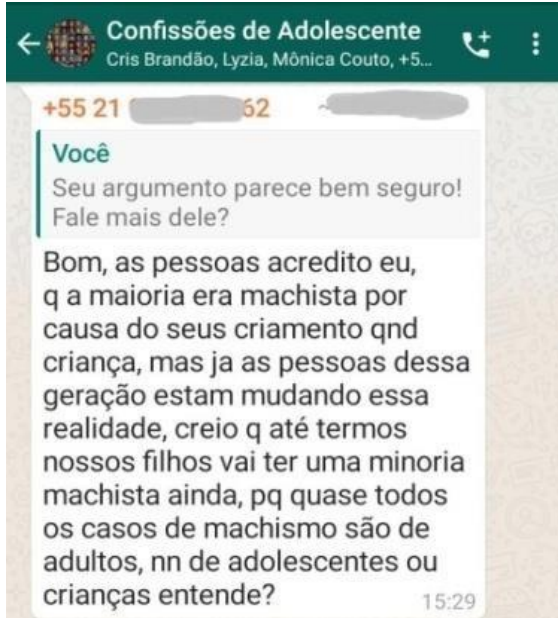 Confissões de Adolescente
Cris Brandão, Lyzia, Mônica Couto, +5...
+55 21 62 ~
Você
Seu argumento parece bem seguro!
Fale mais dele?
Bom, as pessoas acredito eu,
q a maioria era machista por
causa do seus criamento qnd
criança, mas ja as pessoas dessa
geração estam mudando essa
realidade, creio q até termos
nossos filhos vai ter uma minoria
machista ainda, pq quase todos
os casos de machismo são de
adultos, nn de adolescentes ou
crianças entende?
15:29